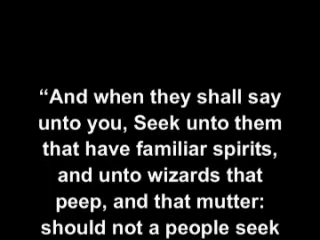 “And when they shall say
unto you, Seek unto them
that have familiar spirits,
and unto wizards that
peep, and that mutter:
should not a people seek